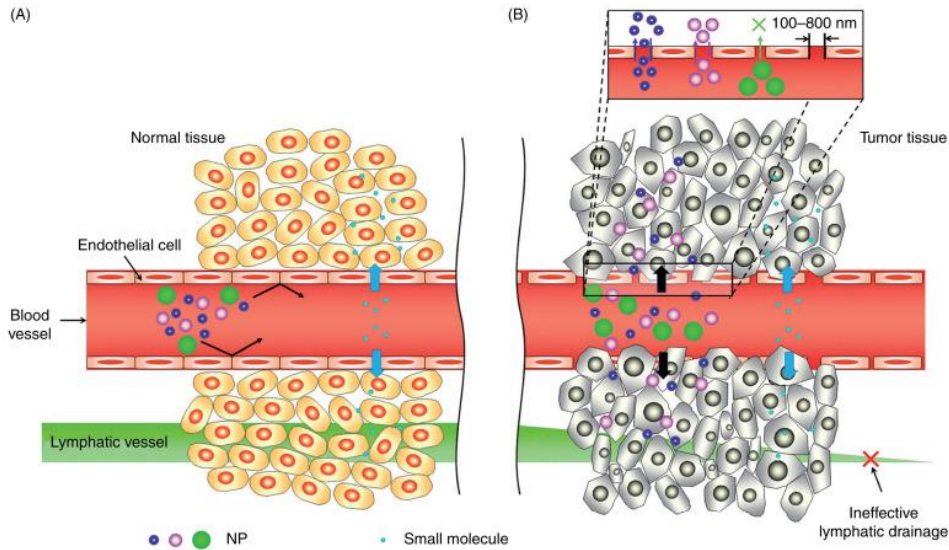 (A)
Normal tissue
Endothelial cell
Blood
vessel
Lymphatic vessel
NP
Small molecule
(B)
100–800 nm
Tumor tissue
Ineffective
lymphatic drainage